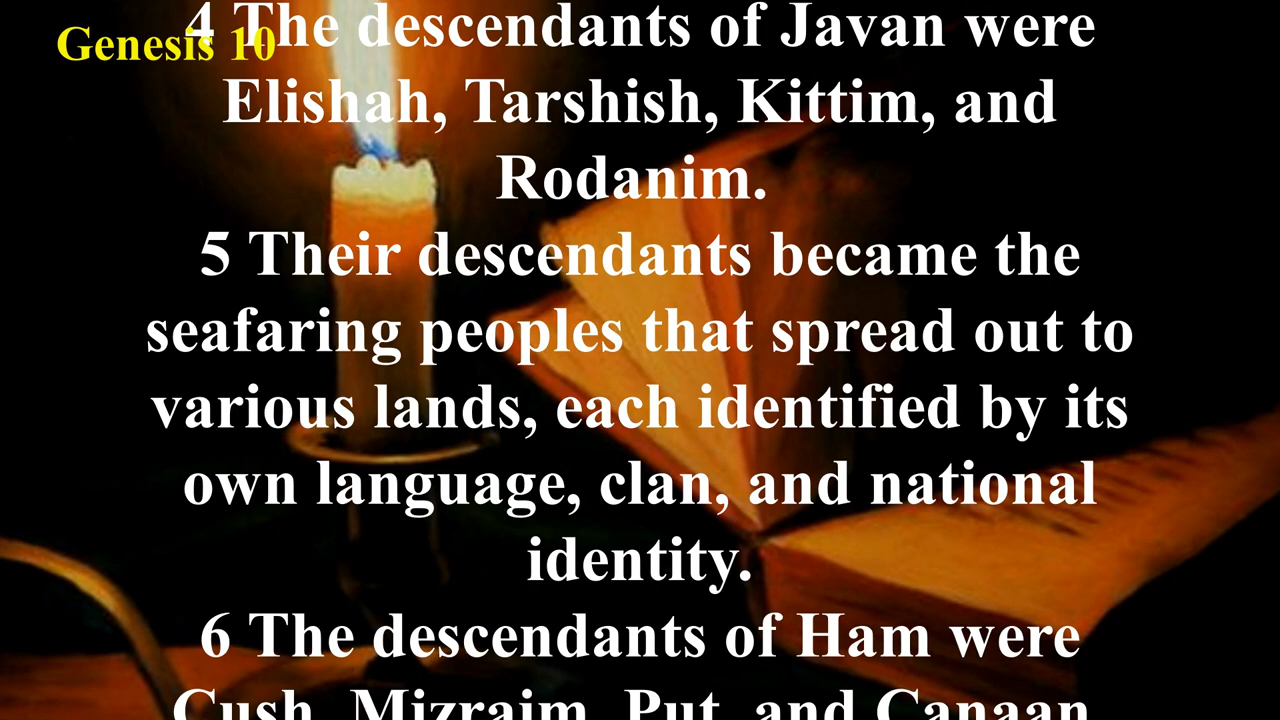 Genesis 10
4 The descendants of Javan were
Elishah, Tarshish, Kittim, and
Rodanim.
5 Their descendants became the
seafaring peoples that spread out to
various lands, each identified by its
own language, clan, and national
identity.
6 The descendants of Ham were
Cush, Mizraim, Put, and Canaan